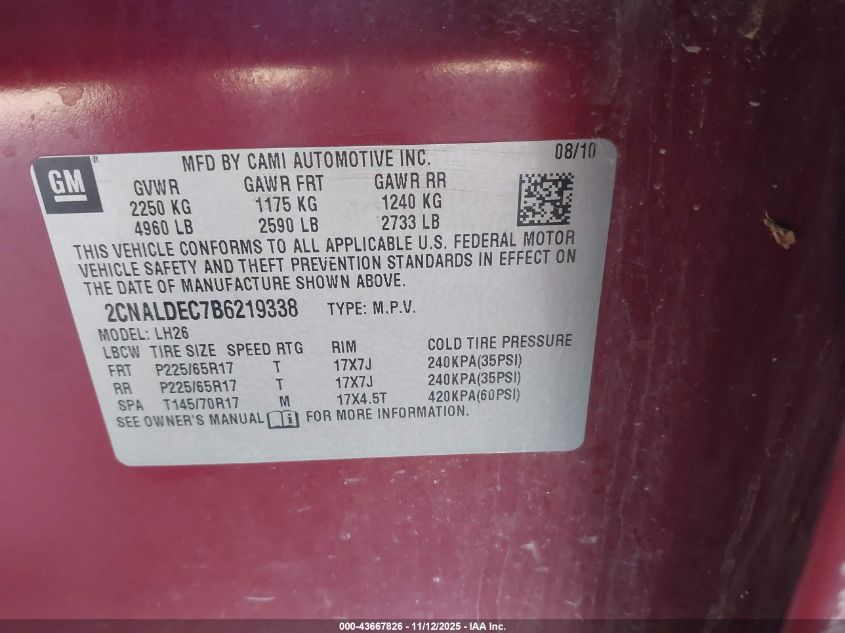 GM
MFD BY CAMI AUTOMOTIVE INC. 08/10
GVWR GAWR FRT GAWR RR
2250 KG 1175 KG 1240 KG
4960 LB 2590 LB 2733 LB
THIS VEHICLE CONFORMS TO ALL APPLICABLE U.S. FEDERAL MOTOR
VEHICLE SAFETY AND THEFT PREVENTION STANDARDS IN EFFECT ON
THE DATE OF MANUFACTURE SHOWN ABOVE.
2CNALDEC7B6219338 TYPE: M.P.V.
MODEL: LH26
LBCW TIRE SIZE SPEED RTG RIM COLD TIRE PRESSURE
FRT P225/65R17 T 17X7J 240KPA(35PSI)
RR P225/65R17 T 17X7J 240KPA(35PSI)
SPA T145/70R17 M 17X4.5T 420KPA(60PSI)
SEE OWNER'S MANUAL FOR MORE INFORMATION.
000-43667826 - 11/12/2025 - IAA Inc.